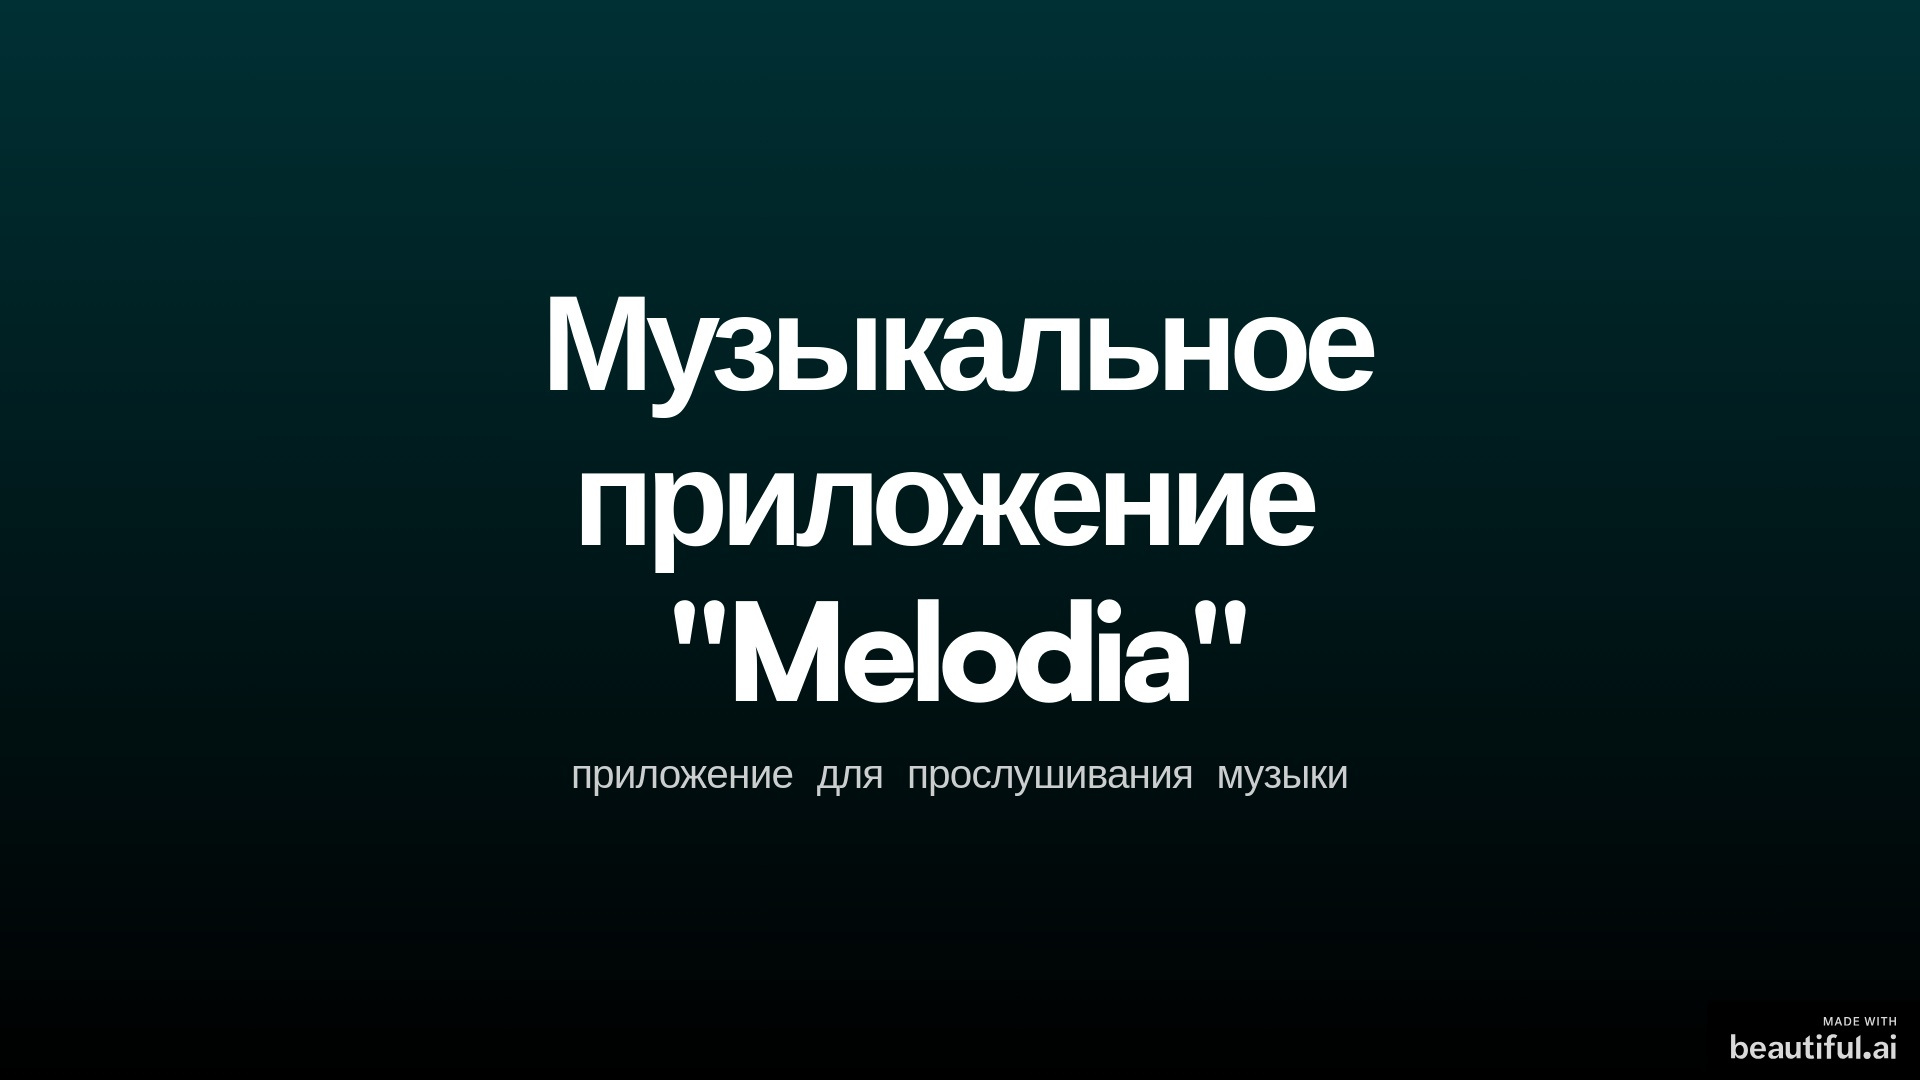 Музыкальное
приложение
"Melodia"
приложение для прослушивания музыки
MADE WITH
beautiful.ai